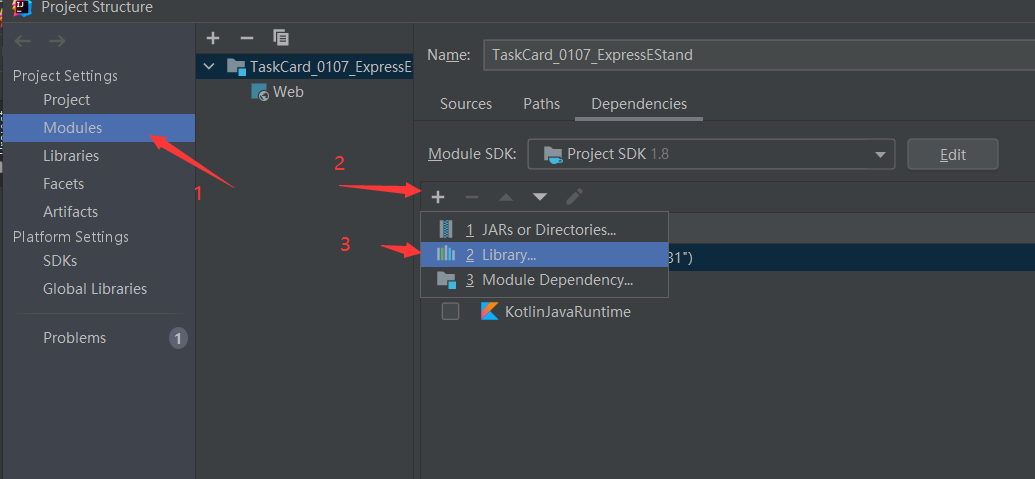 Project Structure
Project Settings
Project
Modules
Libraries
Facets
Artifacts
Platform Settings
SDKs
Global Libraries
Problems
1
TaskCard_0107_ExpressE
Web
Name:
TaskCard_0107_ExpressEStand
Sources
Paths
Dependencies
Module SDK:
Project SDK 1.8
Edit
1 JARs or Directories...
2 Library...
3 Module Dependency...
KotlinJavaRuntime
1
2
3